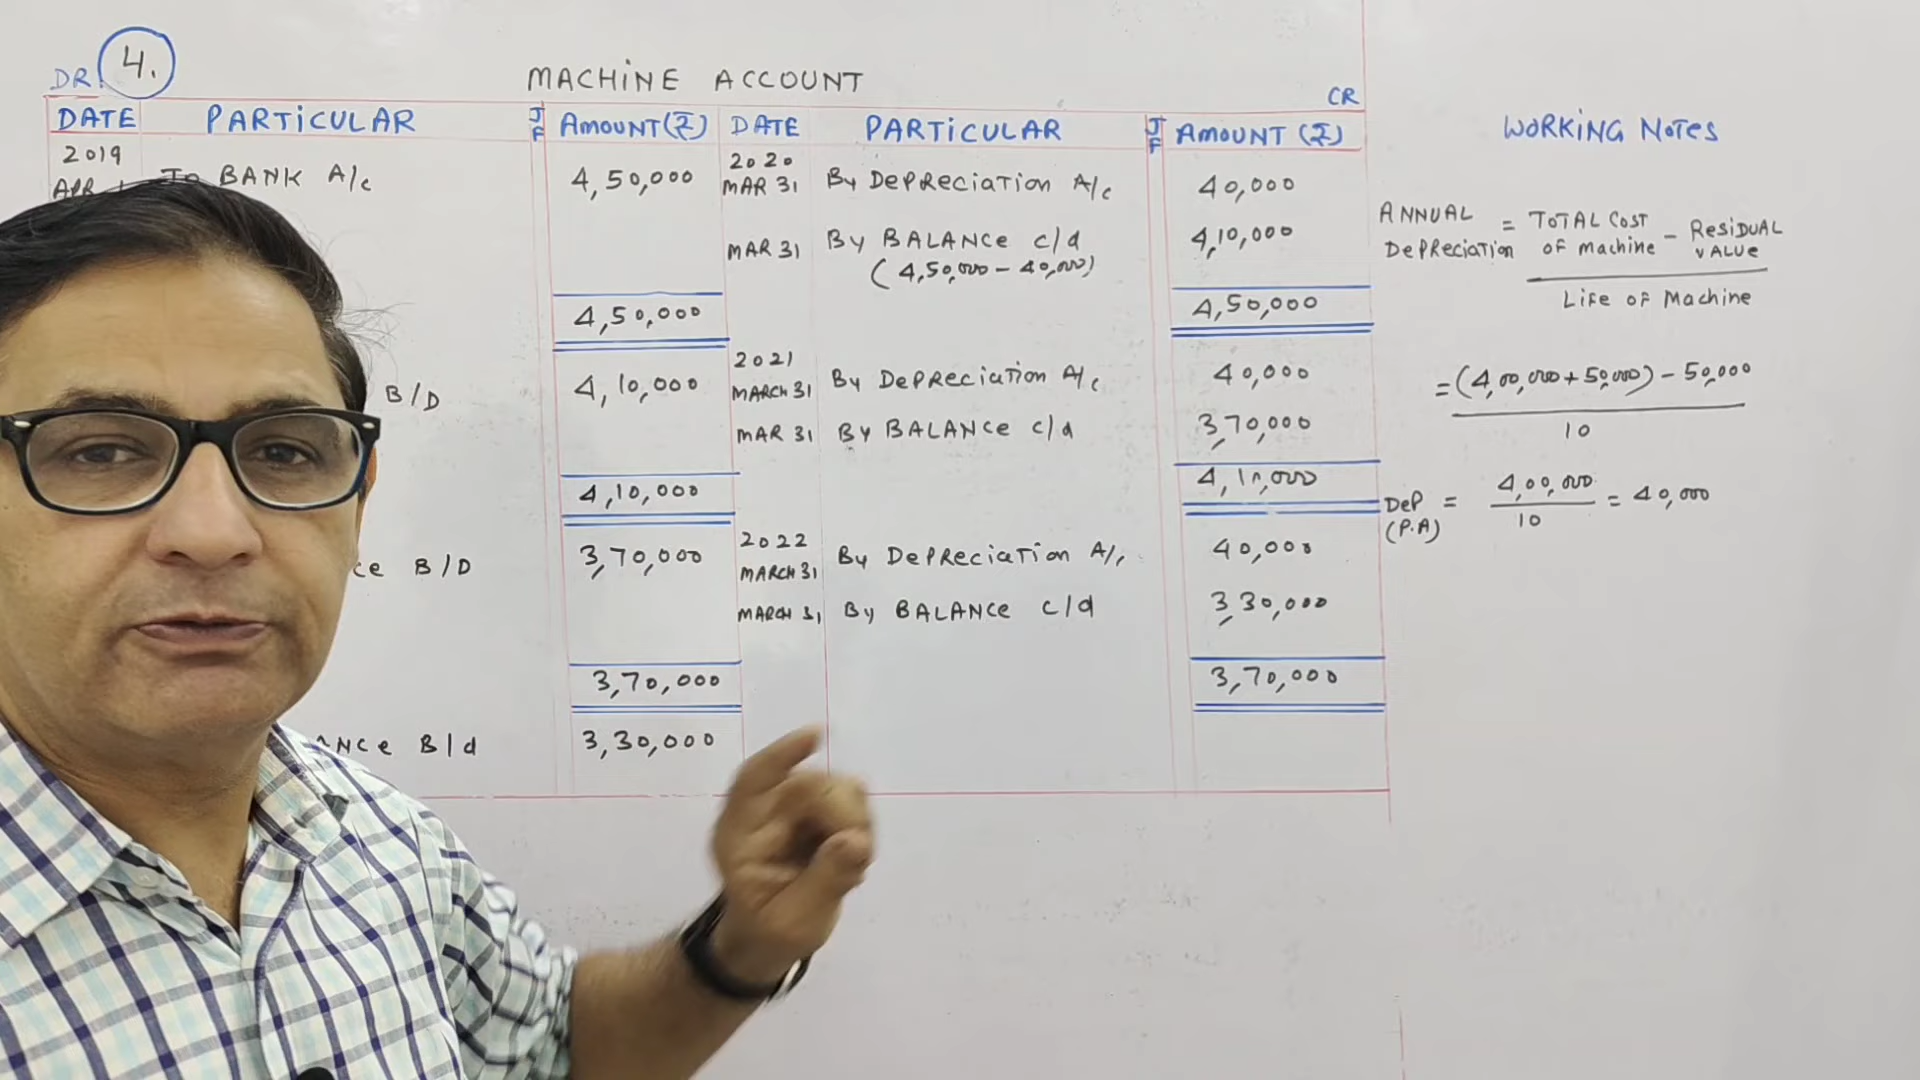 4.
DR.
MACHINE ACCOUNT
CR
DATE PARTICULAR JF AMOUNT (₹) DATE PARTICULAR JF AMOUNT (₹)
WORKING NOTES
2019
APR 1 To BANK A/c 4,50,000
2020
MAR 31 By DEPRECIATION A/c 40,000
MAR 31 By BALANCE c/d 4,10,000
(4,50,000 - 40,000)
4,50,000 4,50,000
B/D 4,10,000
2021
MARCH 31 By DEPRECIATION A/c 40,000
MAR 31 By BALANCE c/d 3,70,000
4,10,000 4,10,000
B/D 3,70,000
2022
MARCH 31 By DEPRECIATION A/c 40,000
MARCH 31 By BALANCE c/d 3,30,000
3,70,000 3,70,000
B/d 3,30,000
ANNUAL DEPRECIATION = TOTAL COST OF MACHINE - RESIDUAL VALUE
LIFE OF MACHINE
= (4,00,000 + 50,000) - 50,000
10
DEP (P.A) = 4,00,000 = 40,000
10